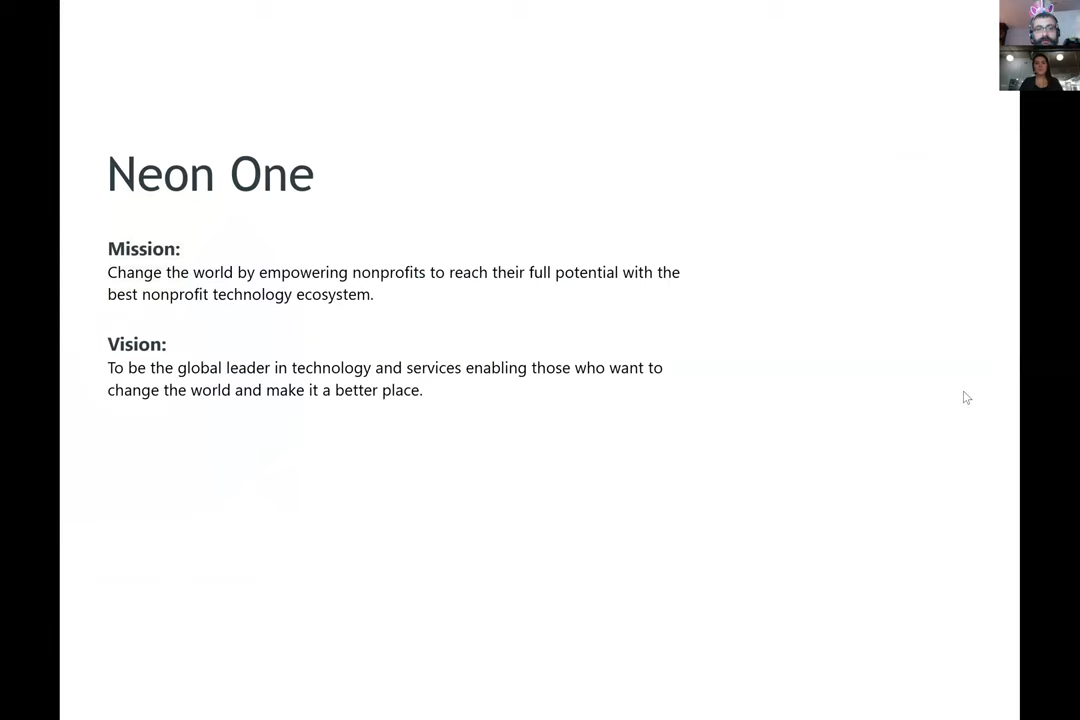 Neon One
Mission:
Change the world by empowering nonprofits to reach their full potential with the
best nonprofit technology ecosystem.
Vision:
To be the global leader in technology and services enabling those who want to
change the world and make it a better place.